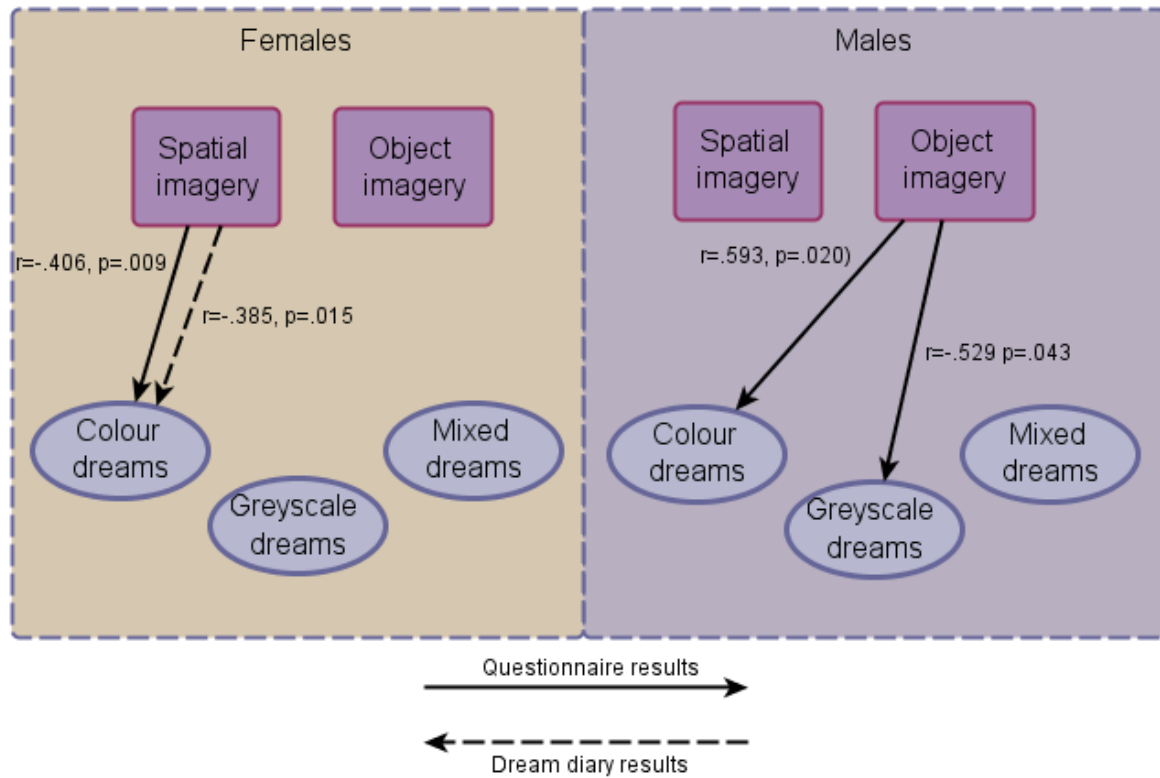 Females
Spatial
imagery
Object
imagery
r=-.406, p=.009
r=-.385, p=.015
Colour
dreams
Mixed
dreams
Greyscale
dreams
Males
Spatial
imagery
Object
imagery
r=.593, p=.020)
r=-.529 p=.043
Colour
dreams
Mixed
dreams
Greyscale
dreams
Questionnaire results
Dream diary results